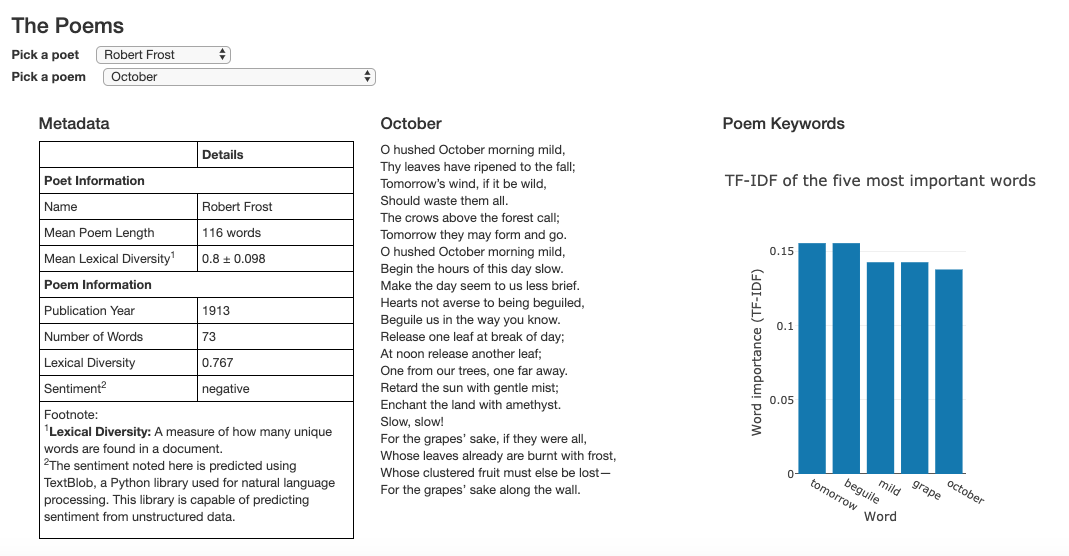 The Poems
Pick a poet Robert Frost
Pick a poem October
Metadata
Details
Poet Information
Name Robert Frost
Mean Poem Length 116 words
Mean Lexical Diversity1 0.8 ± 0.098
Poem Information
Publication Year 1913
Number of Words 73
Lexical Diversity 0.767
Sentiment2 negative
Footnote:
1Lexical Diversity: A measure of how many unique
words are found in a document.
2The sentiment noted here is predicted using
TextBlob, a Python library used for natural language
processing. This library is capable of predicting
sentiment from unstructured data.
October
O hushed October morning mild,
Thy leaves have ripened to the fall;
Tomorrow’s wind, if it be wild,
Should waste them all.
The crows above the forest call;
Tomorrow they may form and go.
O hushed October morning mild,
Begin the hours of this day slow.
Make the day seem to us less brief.
Hearts not averse to being beguiled,
Beguile us in the way you know.
Release one leaf at break of day;
At noon release another leaf;
One from our trees, one far away.
Retard the sun with gentle mist;
Enchant the land with amethyst.
Slow, slow!
For the grapes’ sake, if they were all,
Whose leaves already are burnt with frost,
Whose clustered fruit must else be lost—
For the grapes’ sake along the wall.
Poem Keywords
TF-IDF of the five most important words
Word importance (TF-IDF)
0.15
0.1
0.05
0
tomorrow beguile mild grape october
Word